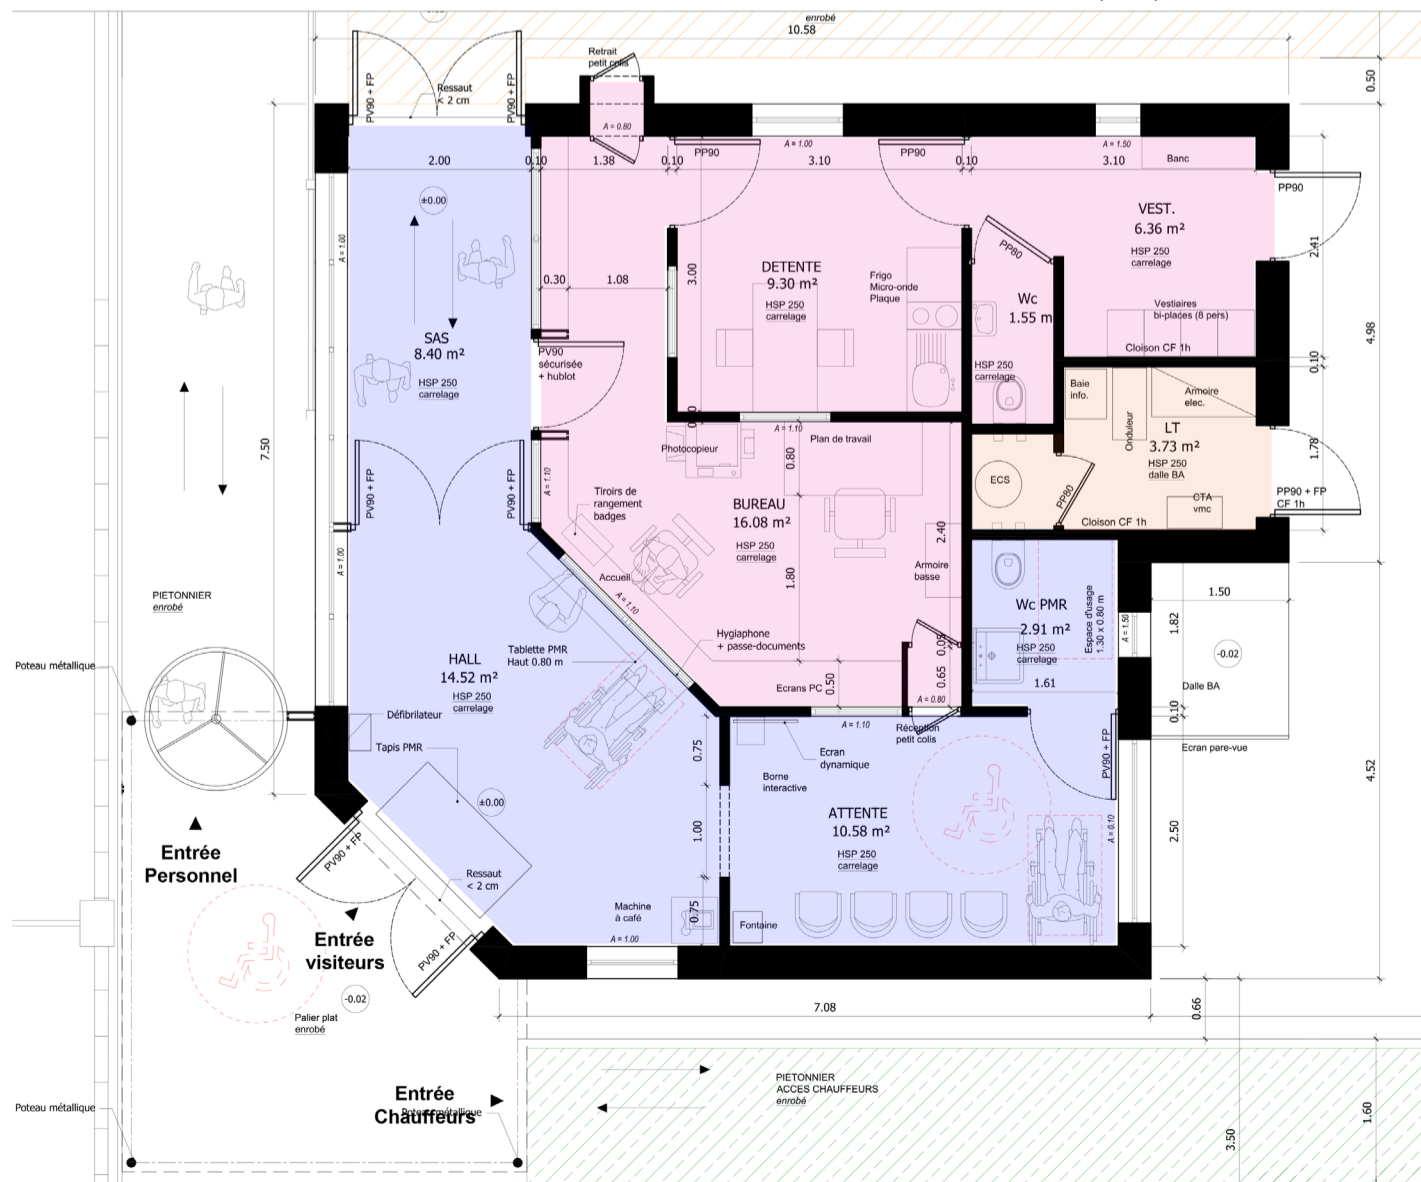 enrobé
10.58
Retrait
petit colis
0.50
PV90 + FP
Ressaut
< 2 cm
PV90 + FP
A = 0.80
PP90
A = 1.00
PP90
A = 1.50
Banc
2.00
0.10
1.38
0.10
3.10
0.10
3.10
PP90
±0.00
VEST.
6.36 m²
HSP 250
carrelage
2.41
A = 1.00
PP80
DETENTE
9.30 m²
HSP 250
carrelage
3.00
Frigo
Micro-onde
Plaque
0.30
1.08
Wc
1.55 m
HSP 250
carrelage
Vestiaires
bi-places (8 pers)
Cloison CF 1h
4.98
SAS
8.40 m²
HSP 250
carrelage
PV90
sécurisée
+ hublot
0.10
Baie
info.
Armoire
elec.
Onduleur
LT
3.73 m²
HSP 250
dalle BA
1.78
A = 1.10
Plan de travail
Photocopieur
0.80
7.50
PV90 + FP
PV90 + FP
A = 1.10
Tiroirs de
rangement
badges
BUREAU
16.08 m²
HSP 250
carrelage
ECS
PP80
CTA
vmc
PP90 + FP
CF 1h
Cloison CF 1h
2.40
A = 1.00
Accueil
A = 1.10
1.80
Armoire
basse
PIETONNIER
enrobé
Wc PMR
2.91 m²
HSP 250
carrelage
Espace d'usage
1.30 x 0.80 m
A = 1.50
1.50
1.82
Hygiaphone
+ passe-documents
Tablette PMR
Haut 0.80 m
0.05
-0.02
Poteau métallique
HALL
14.52 m²
HSP 250
carrelage
0.65
0.50
Ecrans PC
A = 0.80
1.61
Dalle BA
0.10
Défibrilateur
Tapis PMR
A = 1.10
Réception
petit colis
Ecran pare-vue
0.75
Ecran
dynamique
Borne
interactive
PV90 + FP
4.52
±0.00
ATTENTE
10.58 m²
HSP 250
carrelage
1.00
A = 0.10
2.50
Entrée
Personnel
PV90 + FP
Ressaut
< 2 cm
Machine
à café
0.75
Fontaine
A = 1.00
Entrée
visiteurs
PV90 + FP
-0.02
Palier plat
enrobé
7.08
0.66
PIETONNIER
ACCES CHAUFFEURS
enrobé
Entrée
Chauffeurs
Poteau métallique
Poteau métallique
3.50
1.60